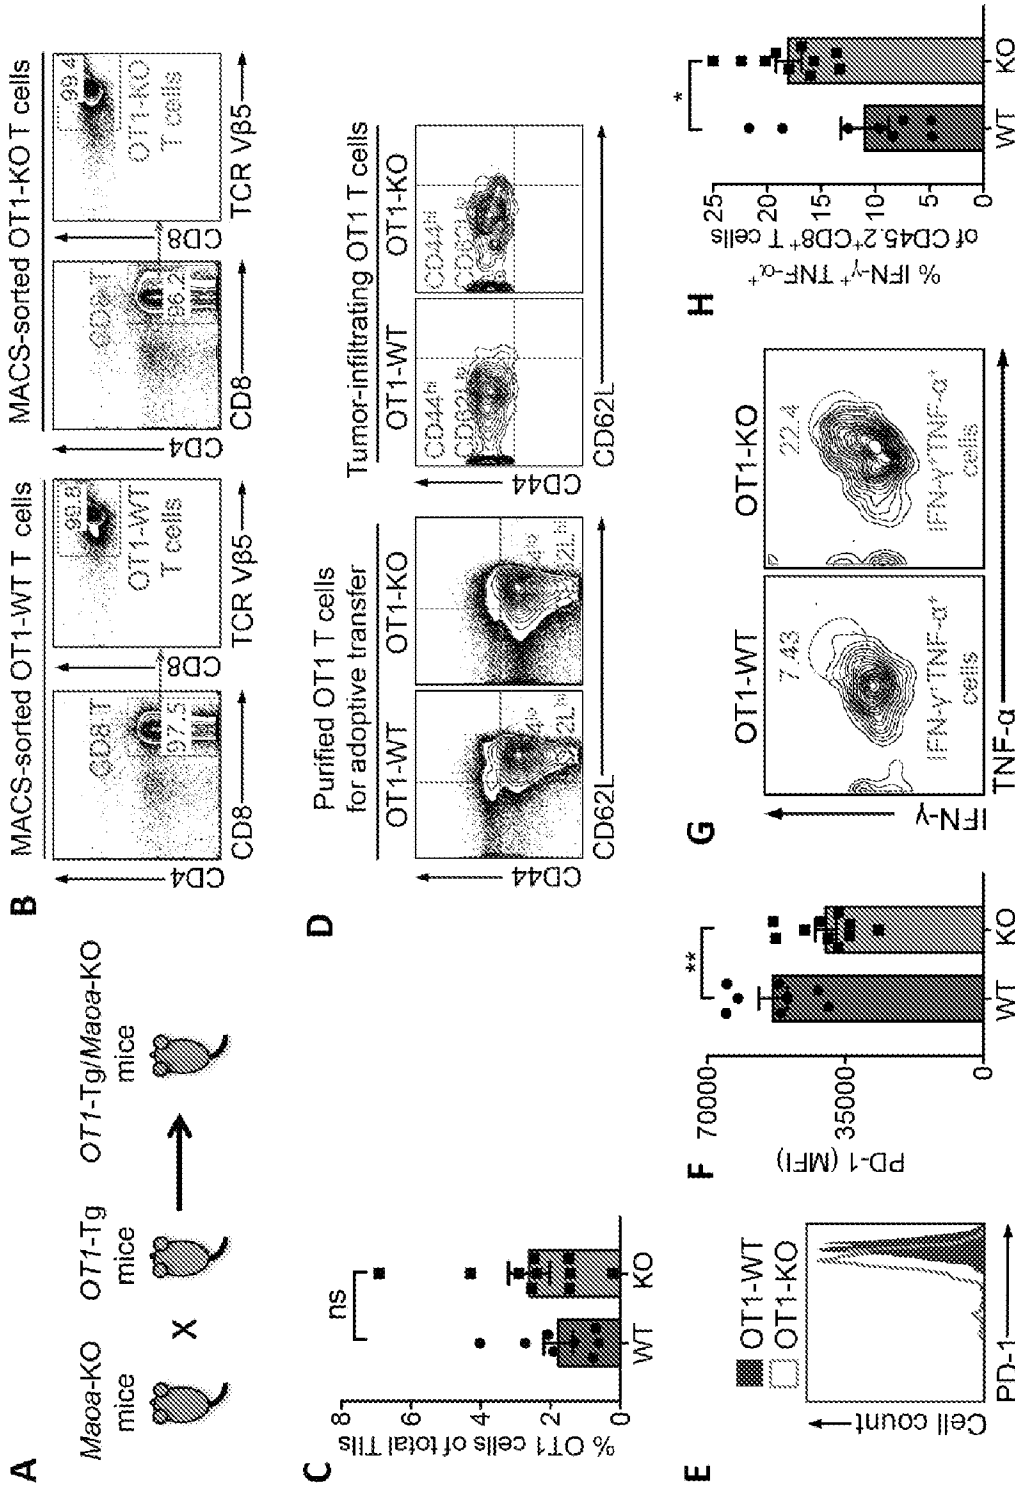 A
Maoa-KO
mice
X
OT1-Tg
mice
OT1-Tg/Maoa-KO
mice
B
MACS-sorted OT1-WT T cells
CD4
CD8 T
97.5
CD8
CD8
99.8
OT1-WT
T cells
TCR Vβ5
MACS-sorted OT1-KO T cells
CD4
CD8 T
96.2
CD8
CD8
99.4
OT1-KO
T cells
TCR Vβ5
C
% OT1 cells of total TILs
8
6
4
2
0
ns
WT
KO
D
Purified OT1 T cells
for adoptive transfer
OT1-WT
OT1-KO
CD44
CD62L
Tumor-infiltrating OT1 T cells
OT1-WT
OT1-KO
CD44hi
CD44hi
CD44
CD62L
E
OT1-WT
OT1-KO
Cell count
PD-1
F
PD-1 (MFI)
70000
35000
0
**
WT
KO
G
OT1-WT
OT1-KO
7.43
22.4
IFN-γ+TNF-α+
cells
IFN-γ+TNF-α+
cells
IFN-γ
TNF-α
H
% IFN-γ+ TNF-α+
of CD45.2+CD8+ T cells
25
20
15
10
5
0
*
WT
KO